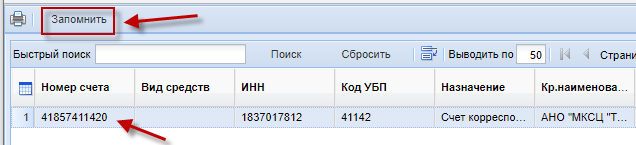 Запомнить
Быстрый поиск Поиск Сбросить Выводить по 50 Страни
Номер счета Вид средств ИНН Код УБП Назначение Кр.наименова...
1 41857411420 1837017812 41142 Счет корреспо... АНО "МКСЦ "Т...